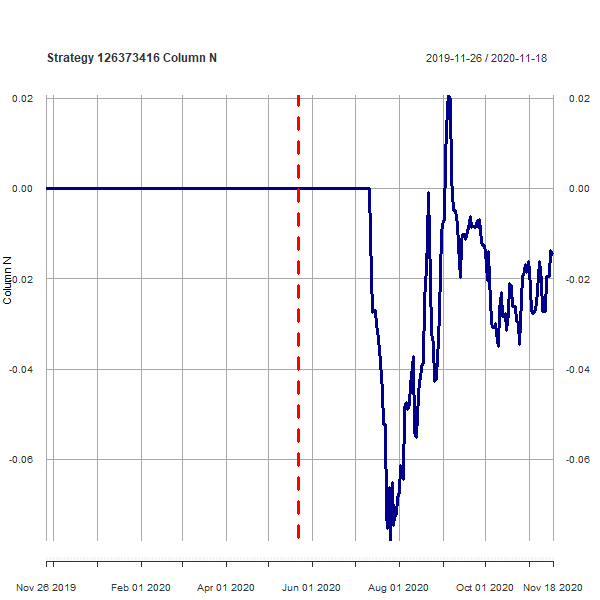 Strategy 126373416 Column N
2019-11-26 / 2020-11-18
0.02
0.02
0.00
0.00
-0.02
-0.02
-0.04
-0.04
-0.06
-0.06
Column N
Nov 26 2019
Feb 01 2020
Apr 01 2020
Jun 01 2020
Aug 01 2020
Oct 01 2020
Nov 18 2020